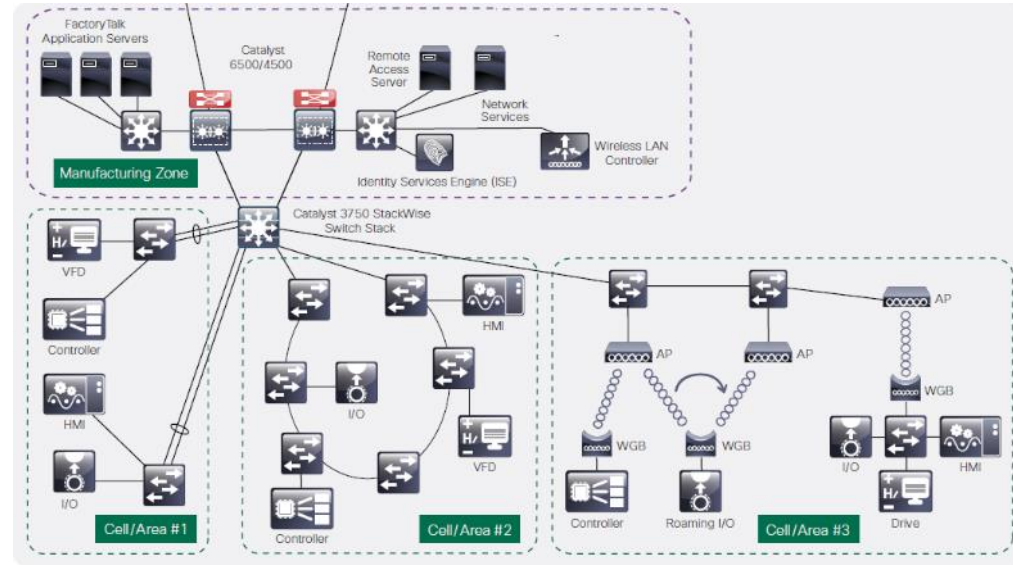 FactoryTalk
Application Servers
Catalyst
6500/4500
Remote
Access
Server
Network
Services
Wireless LAN
Controller
Identity Services Engine (ISE)
Manufacturing Zone
Catalyst 3750 StackWise
Switch Stack
VFD
Controller
HMI
I/O
Cell/Area #1
HMI
I/O
VFD
Controller
Cell/Area #2
AP
AP
AP
WGB
WGB
WGB
I/O
HMI
Controller
Roaming I/O
Drive
Cell/Area #3